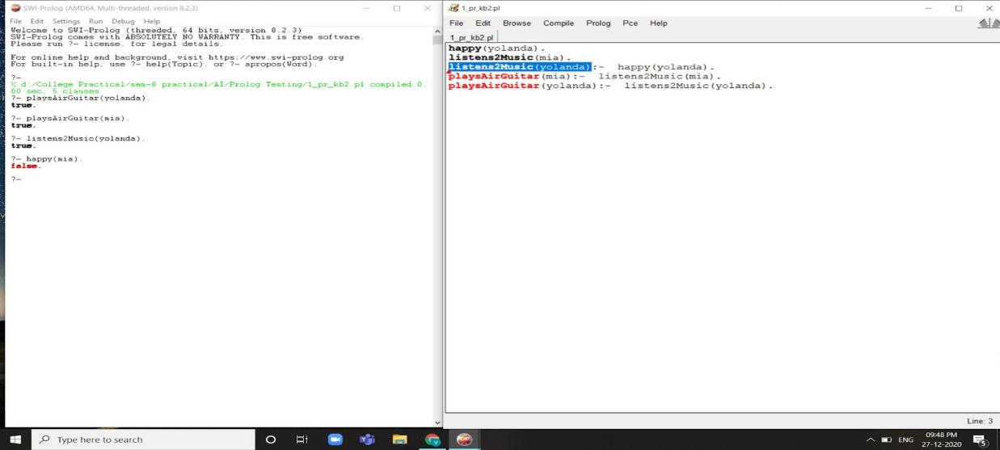 SWI-Prolog (AMD64, Multi-threaded, version 8.2.3)
File Edit Settings Run Debug Help
Welcome to SWI-Prolog (threaded, 64 bits, version 8.2.3)
SWI-Prolog comes with ABSOLUTELY NO WARRANTY. This is free software.
Please run ?- license. for legal details.
For online help and background, visit https://www.swi-prolog.org
For built-in help, use ?- help(Topic). or ?- apropos(Word).
?-
% d:/College Practical/sem-8 practical/AI/Prolog Testing/1_pr_kb2.pl compiled 0.
00 sec, 5 clauses
?- playsAirGuitar(yolanda).
true.
?- playsAirGuitar(mia).
true.
?- listens2Music(yolanda).
true.
?- happy(mia).
false.
?-
1_pr_kb2.pl
File Edit Browse Compile Prolog Pce Help
1_pr_kb2.pl
happy(yolanda).
listens2Music(mia).
listens2Music(yolanda):- happy(yolanda).
playsAirGuitar(mia):- listens2Music(mia).
playsAirGuitar(yolanda):- listens2Music(yolanda).
Line: 3
Type here to search
ENG
09:48 PM
27-12-2020
5